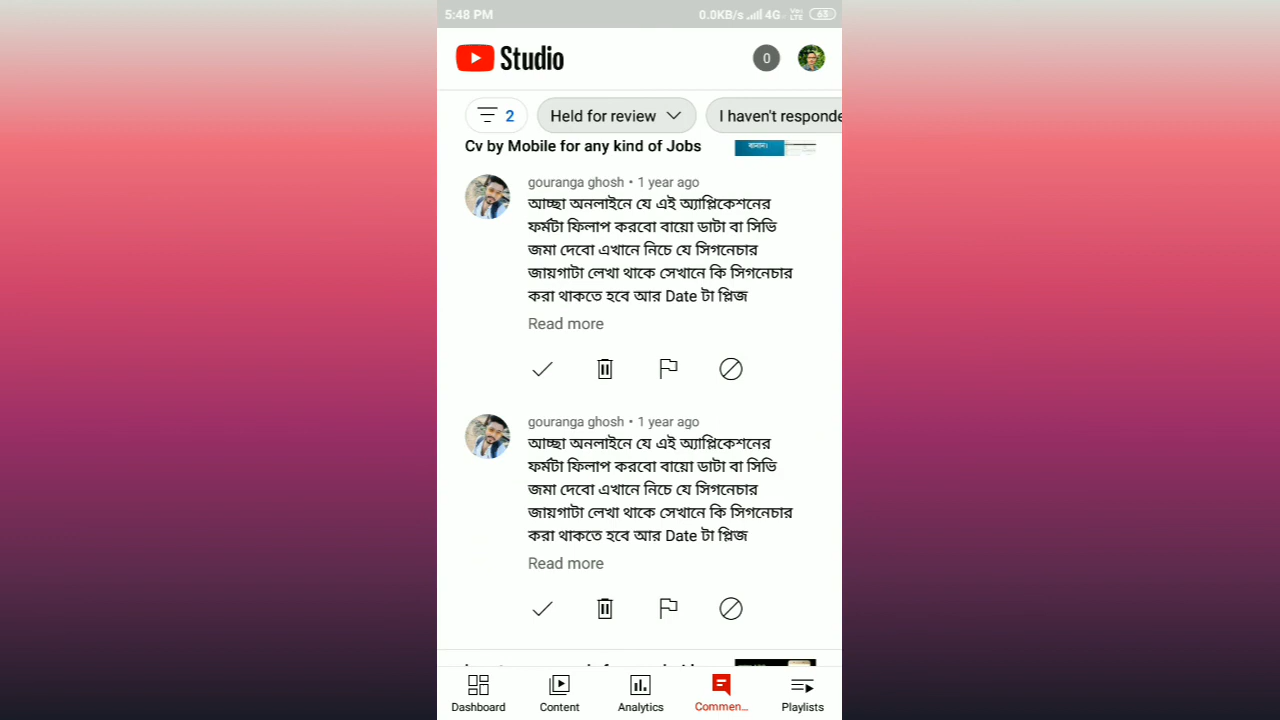 5:48 PM 0.0KB/s 4G Vo) LTE 63
Studio 0
2 Held for review I haven't responde
Cv by Mobile for any kind of Jobs
বানান।
gouranga ghosh • 1 year ago
আচ্ছা অনলাইনে যে এই অ্যাপ্লিকেশনের
ফর্মটা ফিলাপ করবো বায়ো ডাটা বা সিভি
জমা দেবো এখানে নিচে যে সিগনেচার
জায়গাটা লেখা থাকে সেখানে কি সিগনেচার
করা থাকতে হবে আর Date টা প্লিজ
Read more
gouranga ghosh • 1 year ago
আচ্ছা অনলাইনে যে এই অ্যাপ্লিকেশনের
ফর্মটা ফিলাপ করবো বায়ো ডাটা বা সিভি
জমা দেবো এখানে নিচে যে সিগনেচার
জায়গাটা লেখা থাকে সেখানে কি সিগনেচার
করা থাকতে হবে আর Date টা প্লিজ
Read more
Dashboard Content Analytics Commen... Playlists